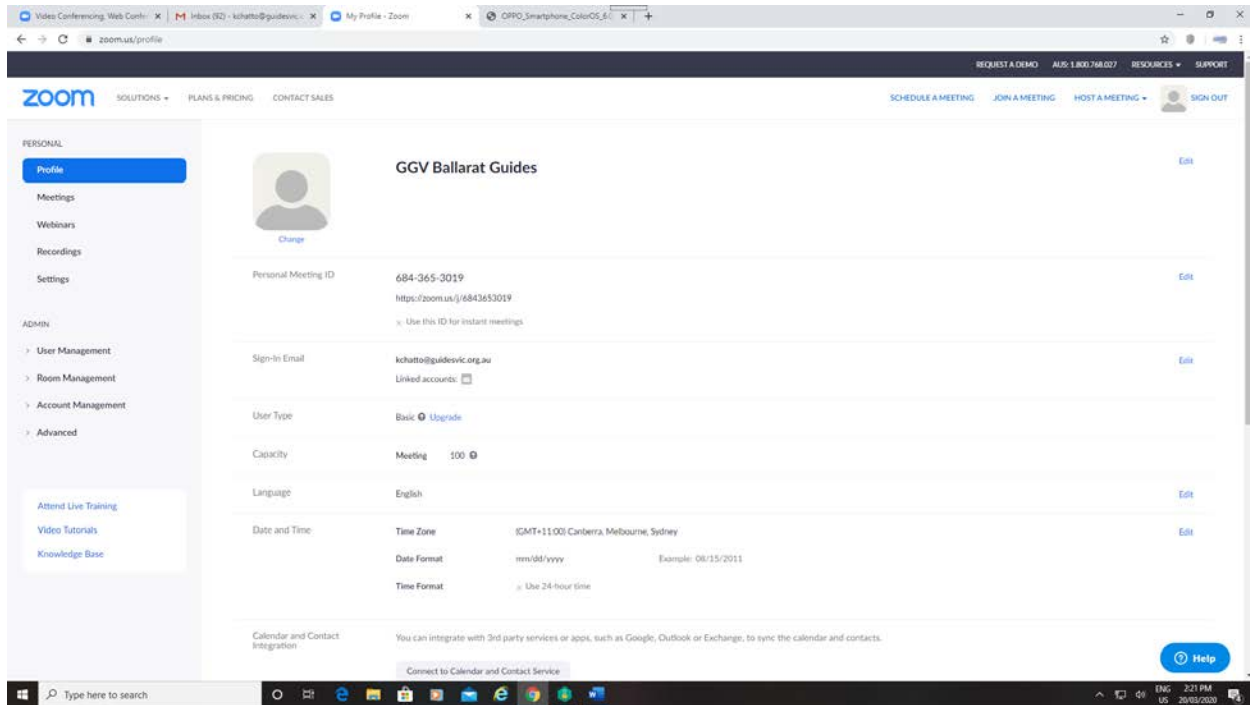 Video Conferencing, Web Confe
Inbox (92) - kchatto@guidesvic.
My Profile - Zoom
OPPO_Smartphone_ColorOS_6.
zoom.us/profile
REQUEST A DEMO AUS: 1.800.768.027 RESOURCES SUPPORT
zoom SOLUTIONS PLANS & PRICING CONTACT SALES SCHEDULE A MEETING JOIN A MEETING HOST A MEETING SIGN OUT
PERSONAL
Profile
Meetings
Webinars
Recordings
Settings
ADMIN
User Management
Room Management
Account Management
Advanced
Attend Live Training
Video Tutorials
Knowledge Base
GGV Ballarat Guides Edit
Change
Personal Meeting ID 684-365-3019 Edit
https://zoom.us/j/6843653019
× Use this ID for instant meetings
Sign-In Email kchatto@guidesvic.org.au Edit
Linked accounts:
User Type Basic Upgrade
Capacity Meeting 100
Language English Edit
Date and Time Time Zone (GMT+11:00) Canberra, Melbourne, Sydney Edit
Date Format mm/dd/yyyy Example: 08/15/2011
Time Format × Use 24-hour time
Calendar and Contact
Integration
You can integrate with 3rd party services or apps, such as Google, Outlook or Exchange, to sync the calendar and contacts.
Connect to Calendar and Contact Service
Help
Type here to search
ENG 2:21 PM
US 20/03/2020